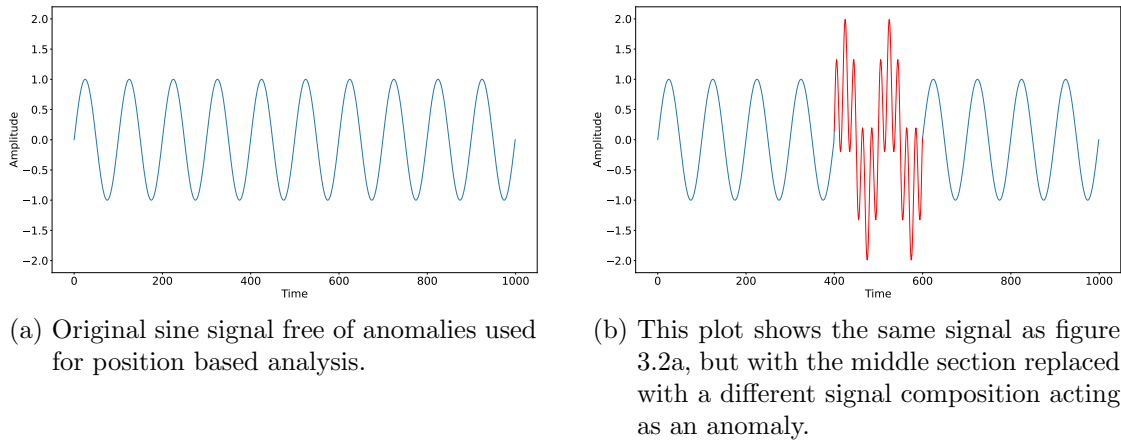 2.0
1.5
1.0
0.5
0.0
−0.5
−1.0
−1.5
−2.0
Amplitude
0 200 400 600 800 1000
Time
2.0
1.5
1.0
0.5
0.0
−0.5
−1.0
−1.5
−2.0
Amplitude
0 200 400 600 800 1000
Time
(a) Original sine signal free of anomalies used
for position based analysis.
(b) This plot shows the same signal as figure
3.2a, but with the middle section replaced
with a different signal composition acting
as an anomaly.